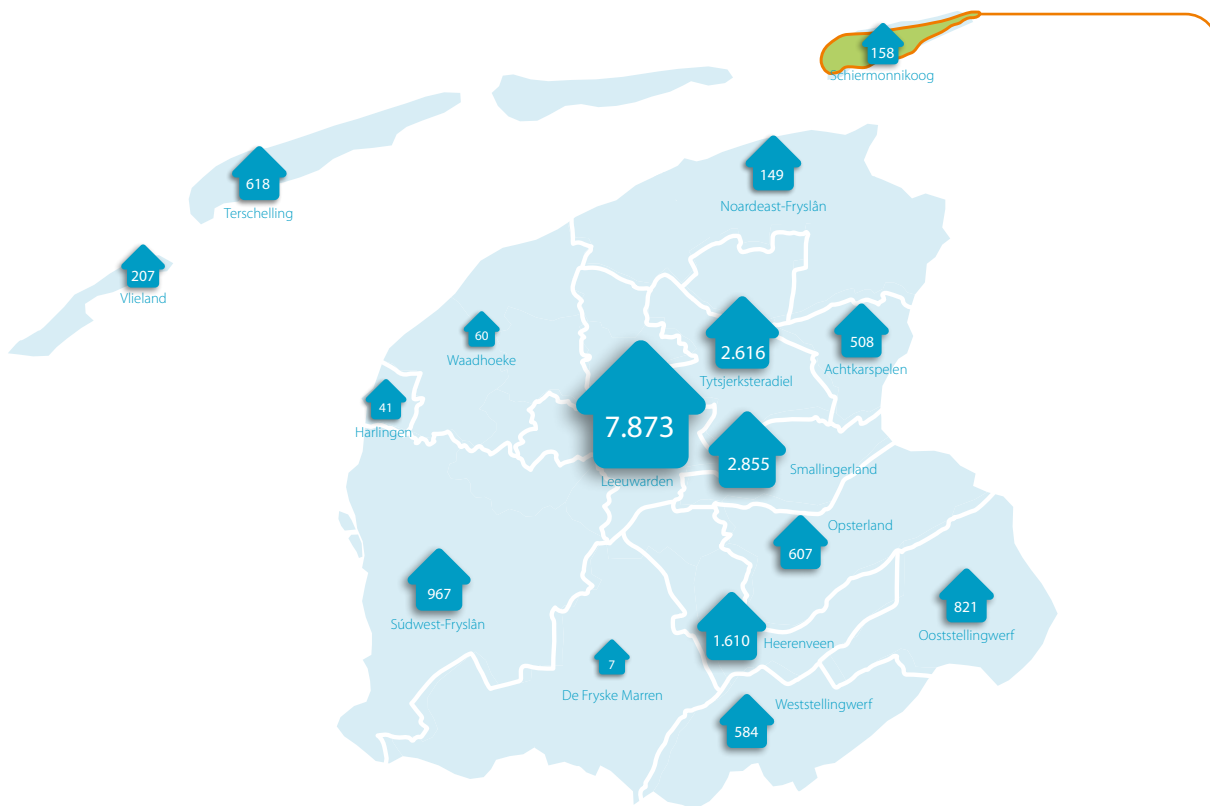 158
Schiermonnikoog
149
Noardeast-Fryslân
618
Terschelling
207
Vlieland
60
Waadhoeke
2.616
Tytsjerksteradiel
508
Achtkarspelen
41
Harlingen
7.873
Leeuwarden
2.855
Smallingerland
Opsterland
607
967
Súdwest-Fryslân
821
Ooststellingwerf
1.610
Heerenveen
7
De Fryske Marren
Weststellingwerf
584